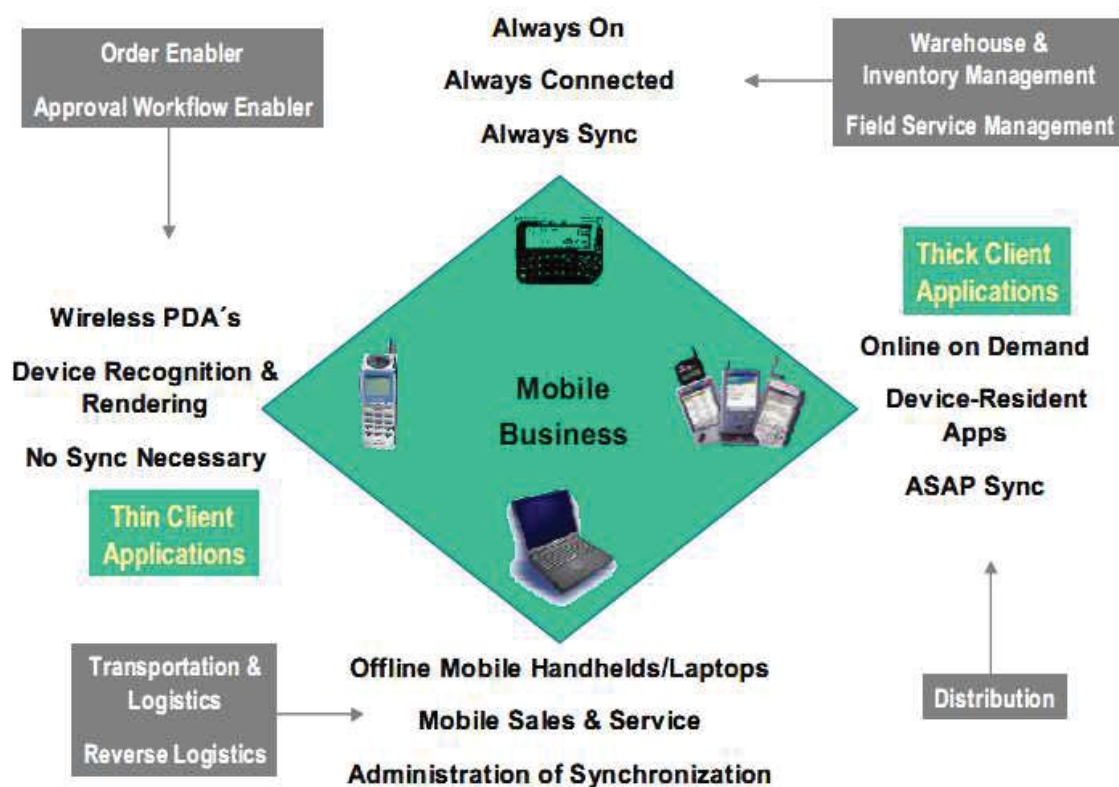 Order Enabler
Approval Workflow Enabler
Always On
Always Connected
Always Sync
Warehouse &
Inventory Management
Field Service Management
Wireless PDA´s
Device Recognition &
Rendering
No Sync Necessary
Thin Client
Applications
Mobile
Business
Thick Client
Applications
Online on Demand
Device-Resident
Apps
ASAP Sync
Transportation &
Logistics
Reverse Logistics
Offline Mobile Handhelds/Laptops
Mobile Sales & Service
Administration of Synchronization
Distribution